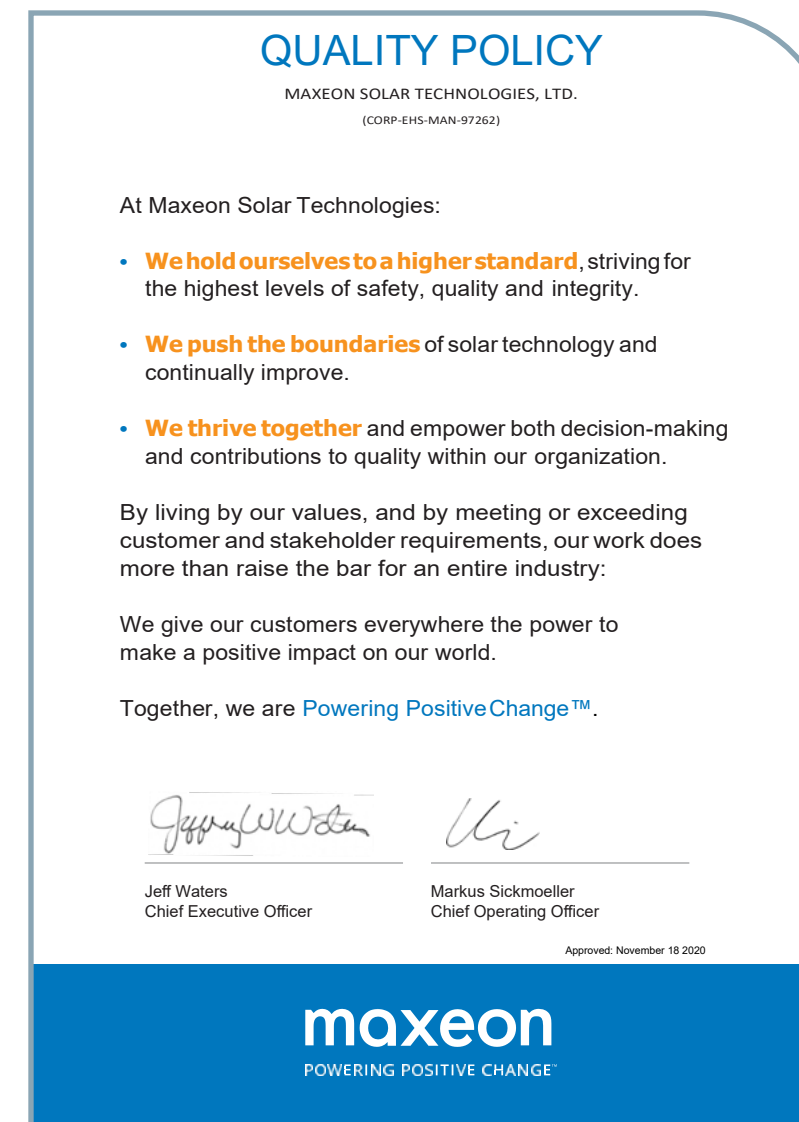 QUALITY POLICY
MAXEON SOLAR TECHNOLOGIES, LTD.
(CORP-EHS-MAN-97262)
At Maxeon Solar Technologies:
• We hold ourselves to a higher standard, striving for
the highest levels of safety, quality and integrity.
• We push the boundaries of solar technology and
continually improve.
• We thrive together and empower both decision-making
and contributions to quality within our organization.
By living by our values, and by meeting or exceeding
customer and stakeholder requirements, our work does
more than raise the bar for an entire industry:
We give our customers everywhere the power to
make a positive impact on our world.
Together, we are Powering Positive Change™.
Jeffrey W Waters
Jeff Waters Markus Sickmoeller
Chief Executive Officer Chief Operating Officer
Approved: November 18 2020
maxeon
POWERING POSITIVE CHANGE™